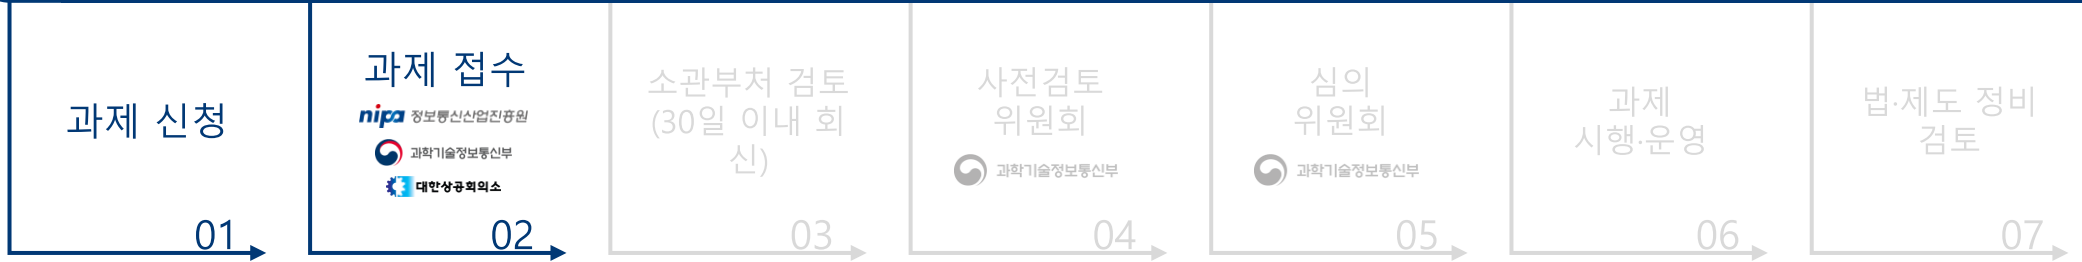 과제 신청
01
과제 접수
nipa 정보통신산업진흥원
과학기술정보통신부
대한상공회의소
02
소관부처 검토
(30일 이내 회
신)
03
사전검토
위원회
과학기술정보통신부
04
심의
위원회
과학기술정보통신부
05
과제
시행·운영
06
법·제도 정비
검토
07